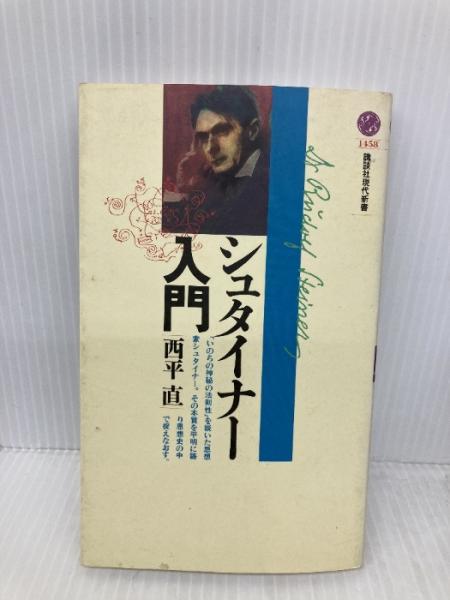 1458
講談社現代新書
Dr Rudolf Steiner
シュタイナー
入門
西平 直
"いのちの神秘の法則性"を説いた思想
家シュタイナー。その本質を平明に語
り思想史の中
で捉えなおす。